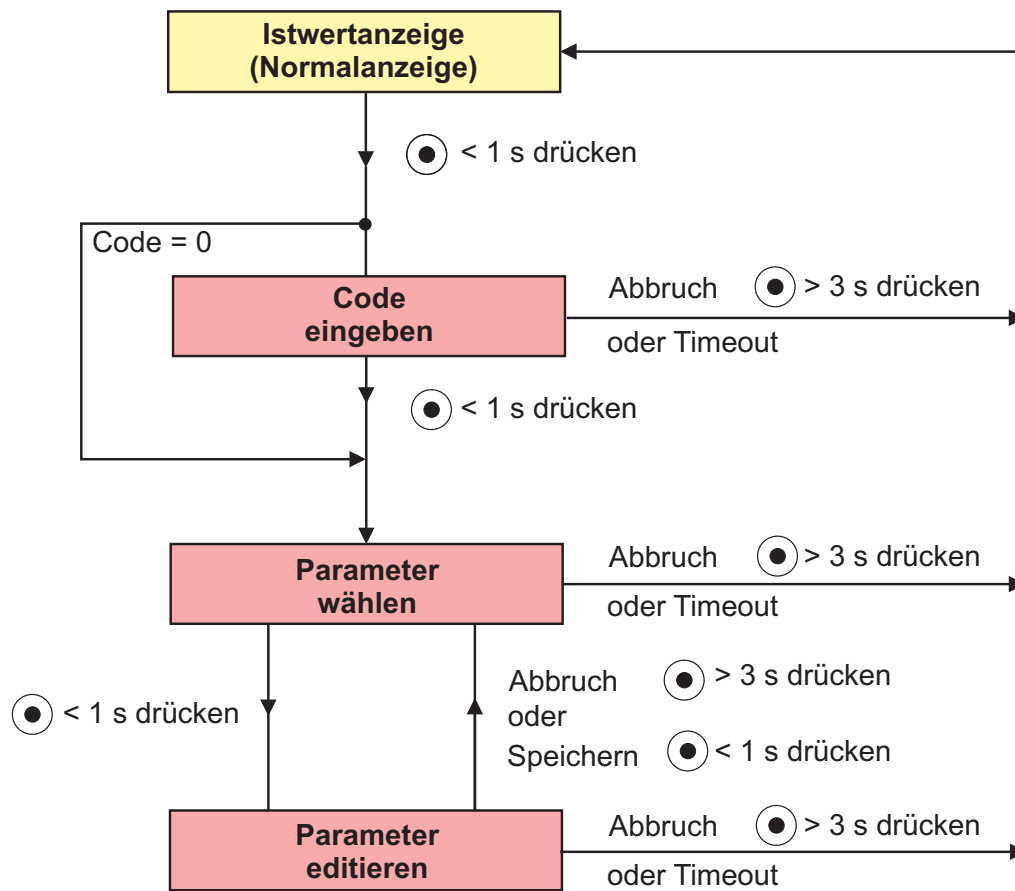 Istwertanzeige
(Normalanzeige)
< 1 s drücken
Code = 0
Code
eingeben
Abbruch > 3 s drücken
oder Timeout
< 1 s drücken
Parameter
wählen
Abbruch > 3 s drücken
oder Timeout
< 1 s drücken
Abbruch > 3 s drücken
oder
Speichern < 1 s drücken
Parameter
editieren
Abbruch > 3 s drücken
oder Timeout